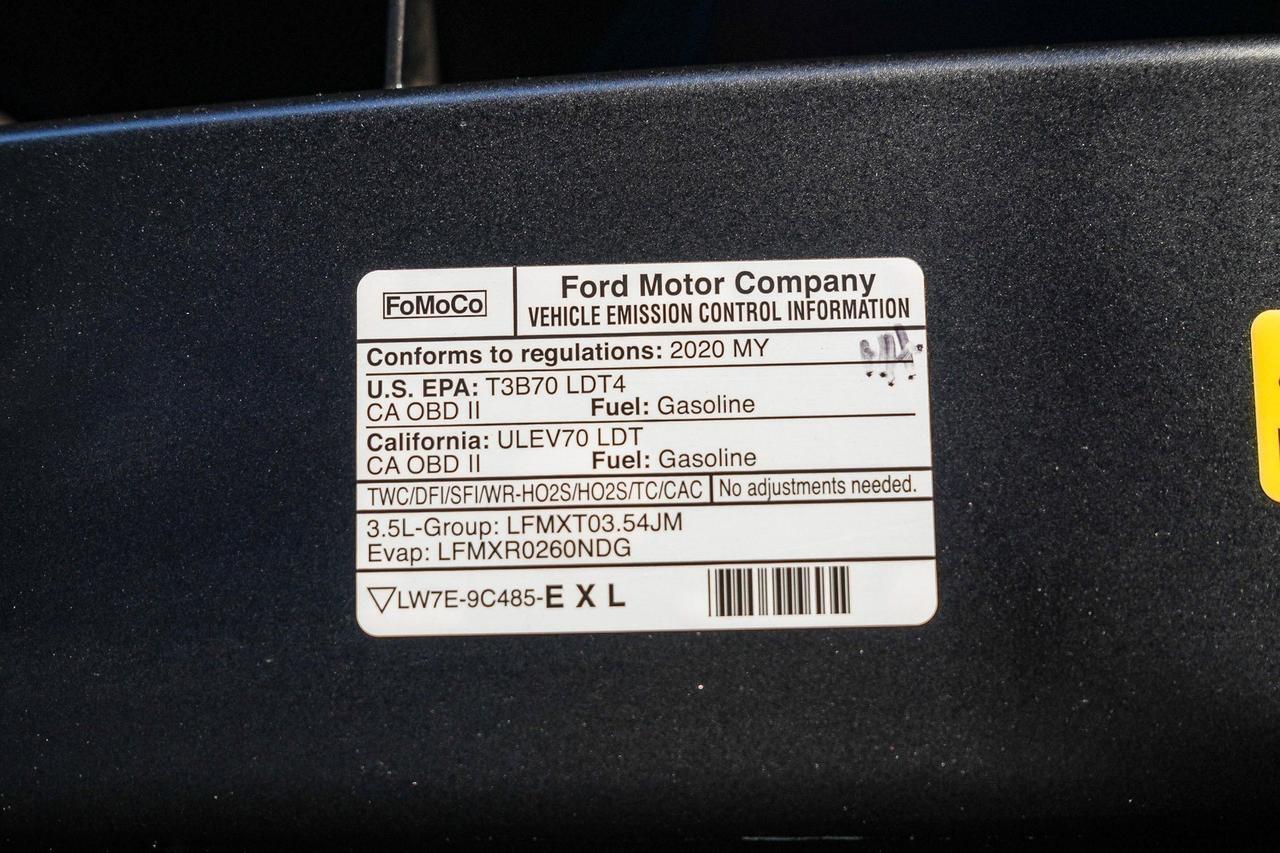 FoMoCo
Ford Motor Company
VEHICLE EMISSION CONTROL INFORMATION
Conforms to regulations: 2020 MY
U.S. EPA: T3B70 LDT4
CA OBD II Fuel: Gasoline
California: ULEV70 LDT
CA OBD II Fuel: Gasoline
TWC/DFI/SFI/WR-HO2S/HO2S/TC/CAC No adjustments needed.
3.5L-Group: LFMXT03.54JM
Evap: LFMXR0260NDG
LW7E-9C485-E X L